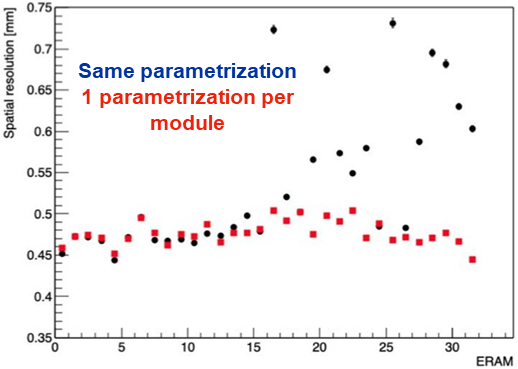 Spatial resolution [mm]
0.75
0.7
0.65
0.6
0.55
0.5
0.45
0.4
0.35
Same parametrization
1 parametrization per
module
0 5 10 15 20 25 30
ERAM